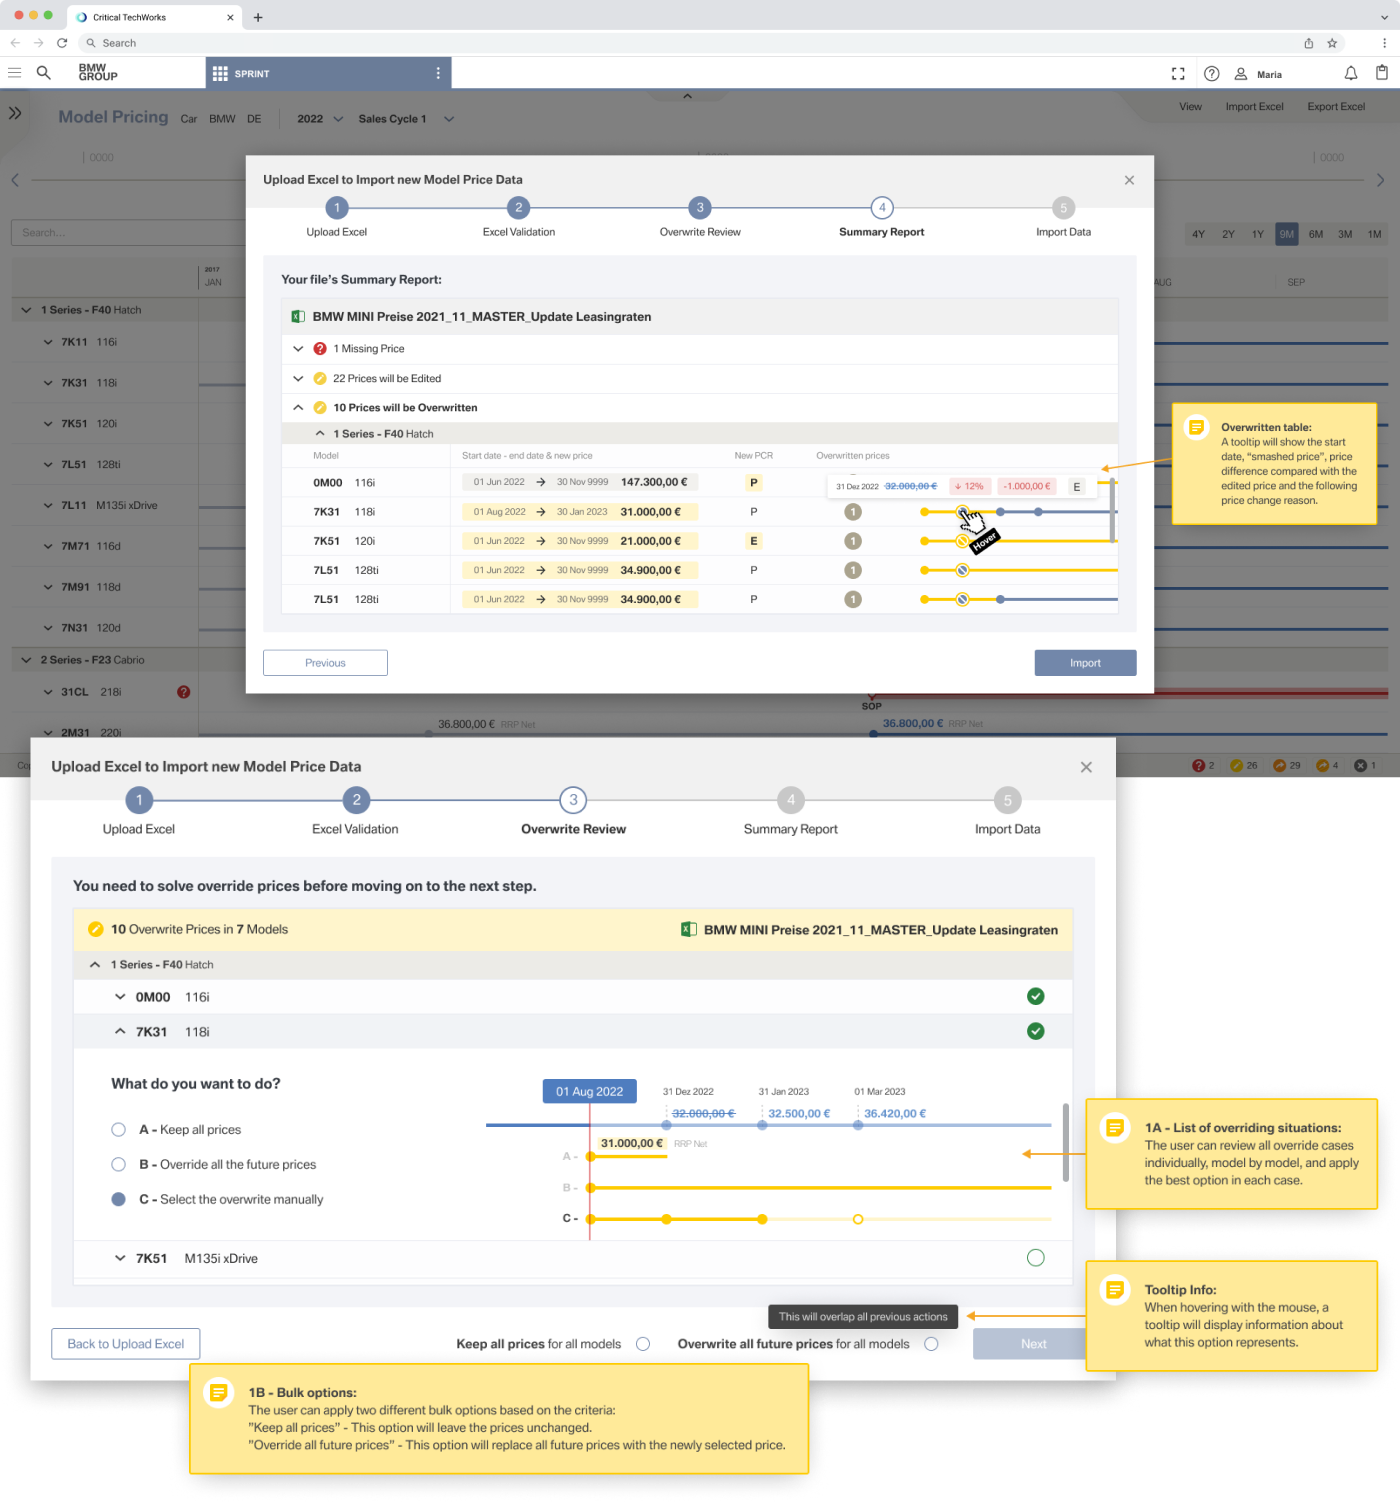 Critical TechWorks
Search
BMW
GROUP
SPRINT
Maria
Model Pricing Car BMW DE 2022 Sales Cycle 1
View Import Excel Export Excel
0000
0000
Search...
4Y 2Y 1Y 9M 6M 3M 1M
2017
JAN
AUG
SEP
1 Series - F40 Hatch
7K11 116i
7K31 118i
7K51 120i
7L51 128ti
7L11 M135i xDrive
7M71 116d
7M91 118d
7N31 120d
2 Series - F23 Cabrio
31CL 218i
SOP
36.800,00 € RRP Net
36.800,00 € RRP Net
2M31 220i
2 26 29 4 1
Upload Excel to Import new Model Price Data
1 2 3 4 5
Upload Excel Excel Validation Overwrite Review Summary Report Import Data
Your file's Summary Report:
BMW MINI Preise 2021_11_MASTER_Update Leasingraten
1 Missing Price
22 Prices will be Edited
10 Prices will be Overwritten
1 Series - F40 Hatch
Model Start date - end date & new price New PCR Overwritten prices
0M00 116i 01 Jun 2022 → 30 Nov 9999 147.300,00 € P
31 Dez 2022 32.000,00 € ↓ 12% -1.000,00 € E
7K31 118i 01 Aug 2022 → 30 Jan 2023 31.000,00 € P 1
Hover
7K51 120i 01 Jun 2022 → 30 Nov 9999 21.000,00 € E 1
7L51 128ti 01 Jun 2022 → 30 Nov 9999 34.900,00 € P 1
7L51 128ti 01 Jun 2022 → 30 Nov 9999 34.900,00 € P 1
Previous
Import
Overwritten table:
A tooltip will show the start
date, “smashed price”, price
difference compared with the
edited price and the following
price change reason.
Upload Excel to Import new Model Price Data
1 2 3 4 5
Upload Excel Excel Validation Overwrite Review Summary Report Import Data
You need to solve override prices before moving on to the next step.
10 Overwrite Prices in 7 Models
BMW MINI Preise 2021_11_MASTER_Update Leasingraten
1 Series - F40 Hatch
0M00 116i
7K31 118i
What do you want to do?
A - Keep all prices
B - Override all the future prices
C - Select the overwrite manually
01 Aug 2022 31 Dez 2022 31 Jan 2023 01 Mar 2023
32.000,00 € 32.500,00 € 36.420,00 €
31.000,00 € RRP Net
A -
B -
C -
7K51 M135i xDrive
This will overlap all previous actions
Back to Upload Excel
Keep all prices for all models
Overwrite all future prices for all models
Next
1A - List of overriding situations:
The user can review all override cases
individually, model by model, and apply
the best option in each case.
Tooltip Info:
When hovering with the mouse, a
tooltip will display information about
what this option represents.
1B - Bulk options:
The user can apply two different bulk options based on the criteria:
”Keep all prices” - This option will leave the prices unchanged.
”Override all future prices” - This option will replace all future prices with the newly selected price.